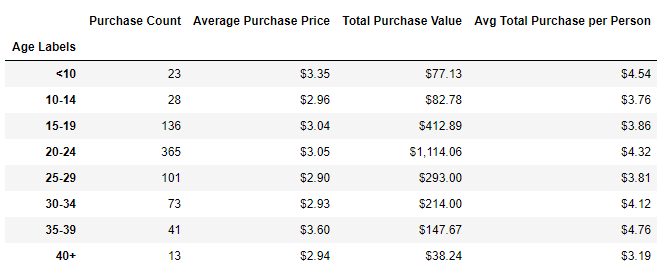 Purchase Count Average Purchase Price Total Purchase Value Avg Total Purchase per Person
Age Labels
<10 23 $3.35 $77.13 $4.54
10-14 28 $2.96 $82.78 $3.76
15-19 136 $3.04 $412.89 $3.86
20-24 365 $3.05 $1,114.06 $4.32
25-29 101 $2.90 $293.00 $3.81
30-34 73 $2.93 $214.00 $4.12
35-39 41 $3.60 $147.67 $4.76
40+ 13 $2.94 $38.24 $3.19